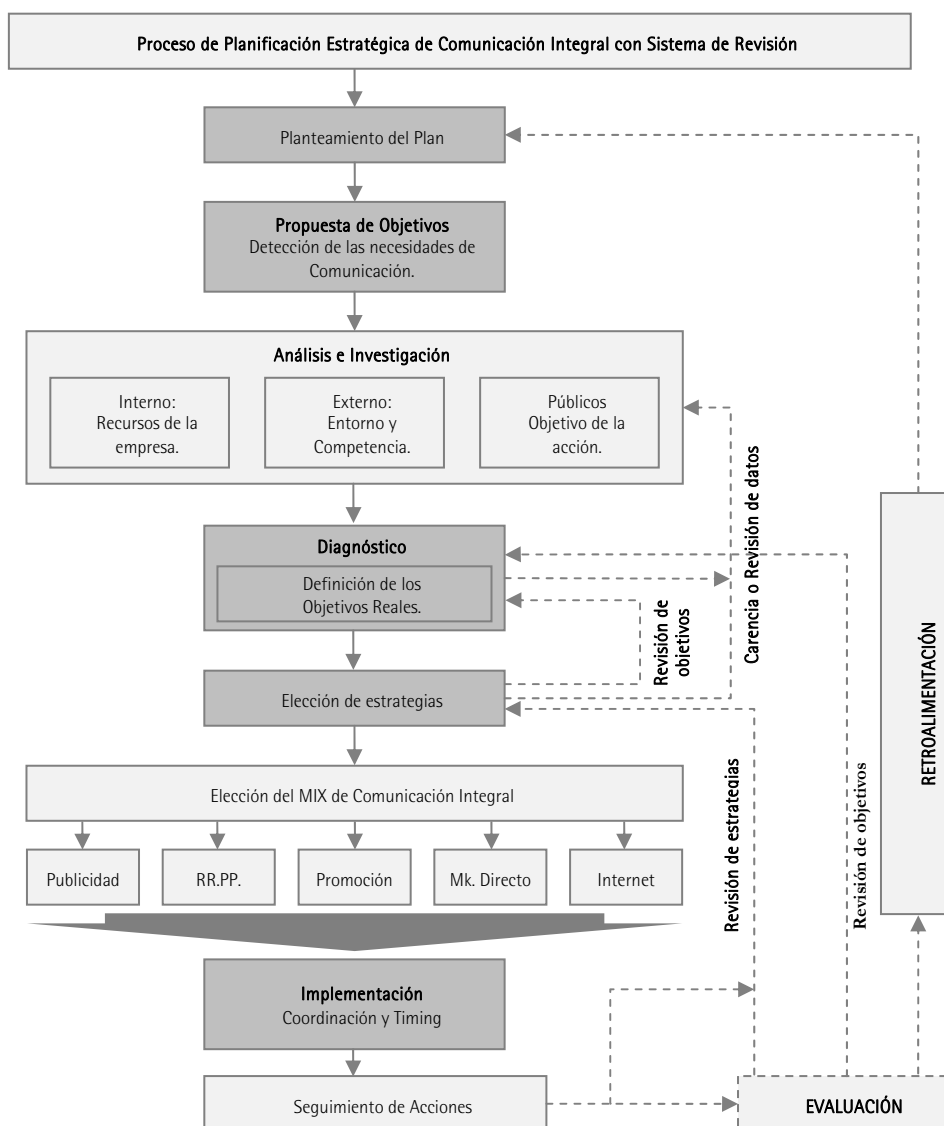 Proceso de Planificación Estratégica de Comunicación Integral con Sistema de Revisión
Planteamiento del Plan
Propuesta de Objetivos
Detección de las necesidades de
Comunicación.
Análisis e Investigación
Interno:
Recursos de la
empresa.
Externo:
Entorno y
Competencia.
Públicos
Objetivo de la
acción.
Diagnóstico
Definición de los
Objetivos Reales.
Revisión de
objetivos
Carencia o Revisión de datos
Elección de estrategias
Elección del MIX de Comunicación Integral
Publicidad
RR.PP.
Promoción
Mk. Directo
Internet
Revisión de estrategias
Revisión de objetivos
RETROALIMENTACIÓN
Implementación
Coordinación y Timing
Seguimiento de Acciones
EVALUACIÓN